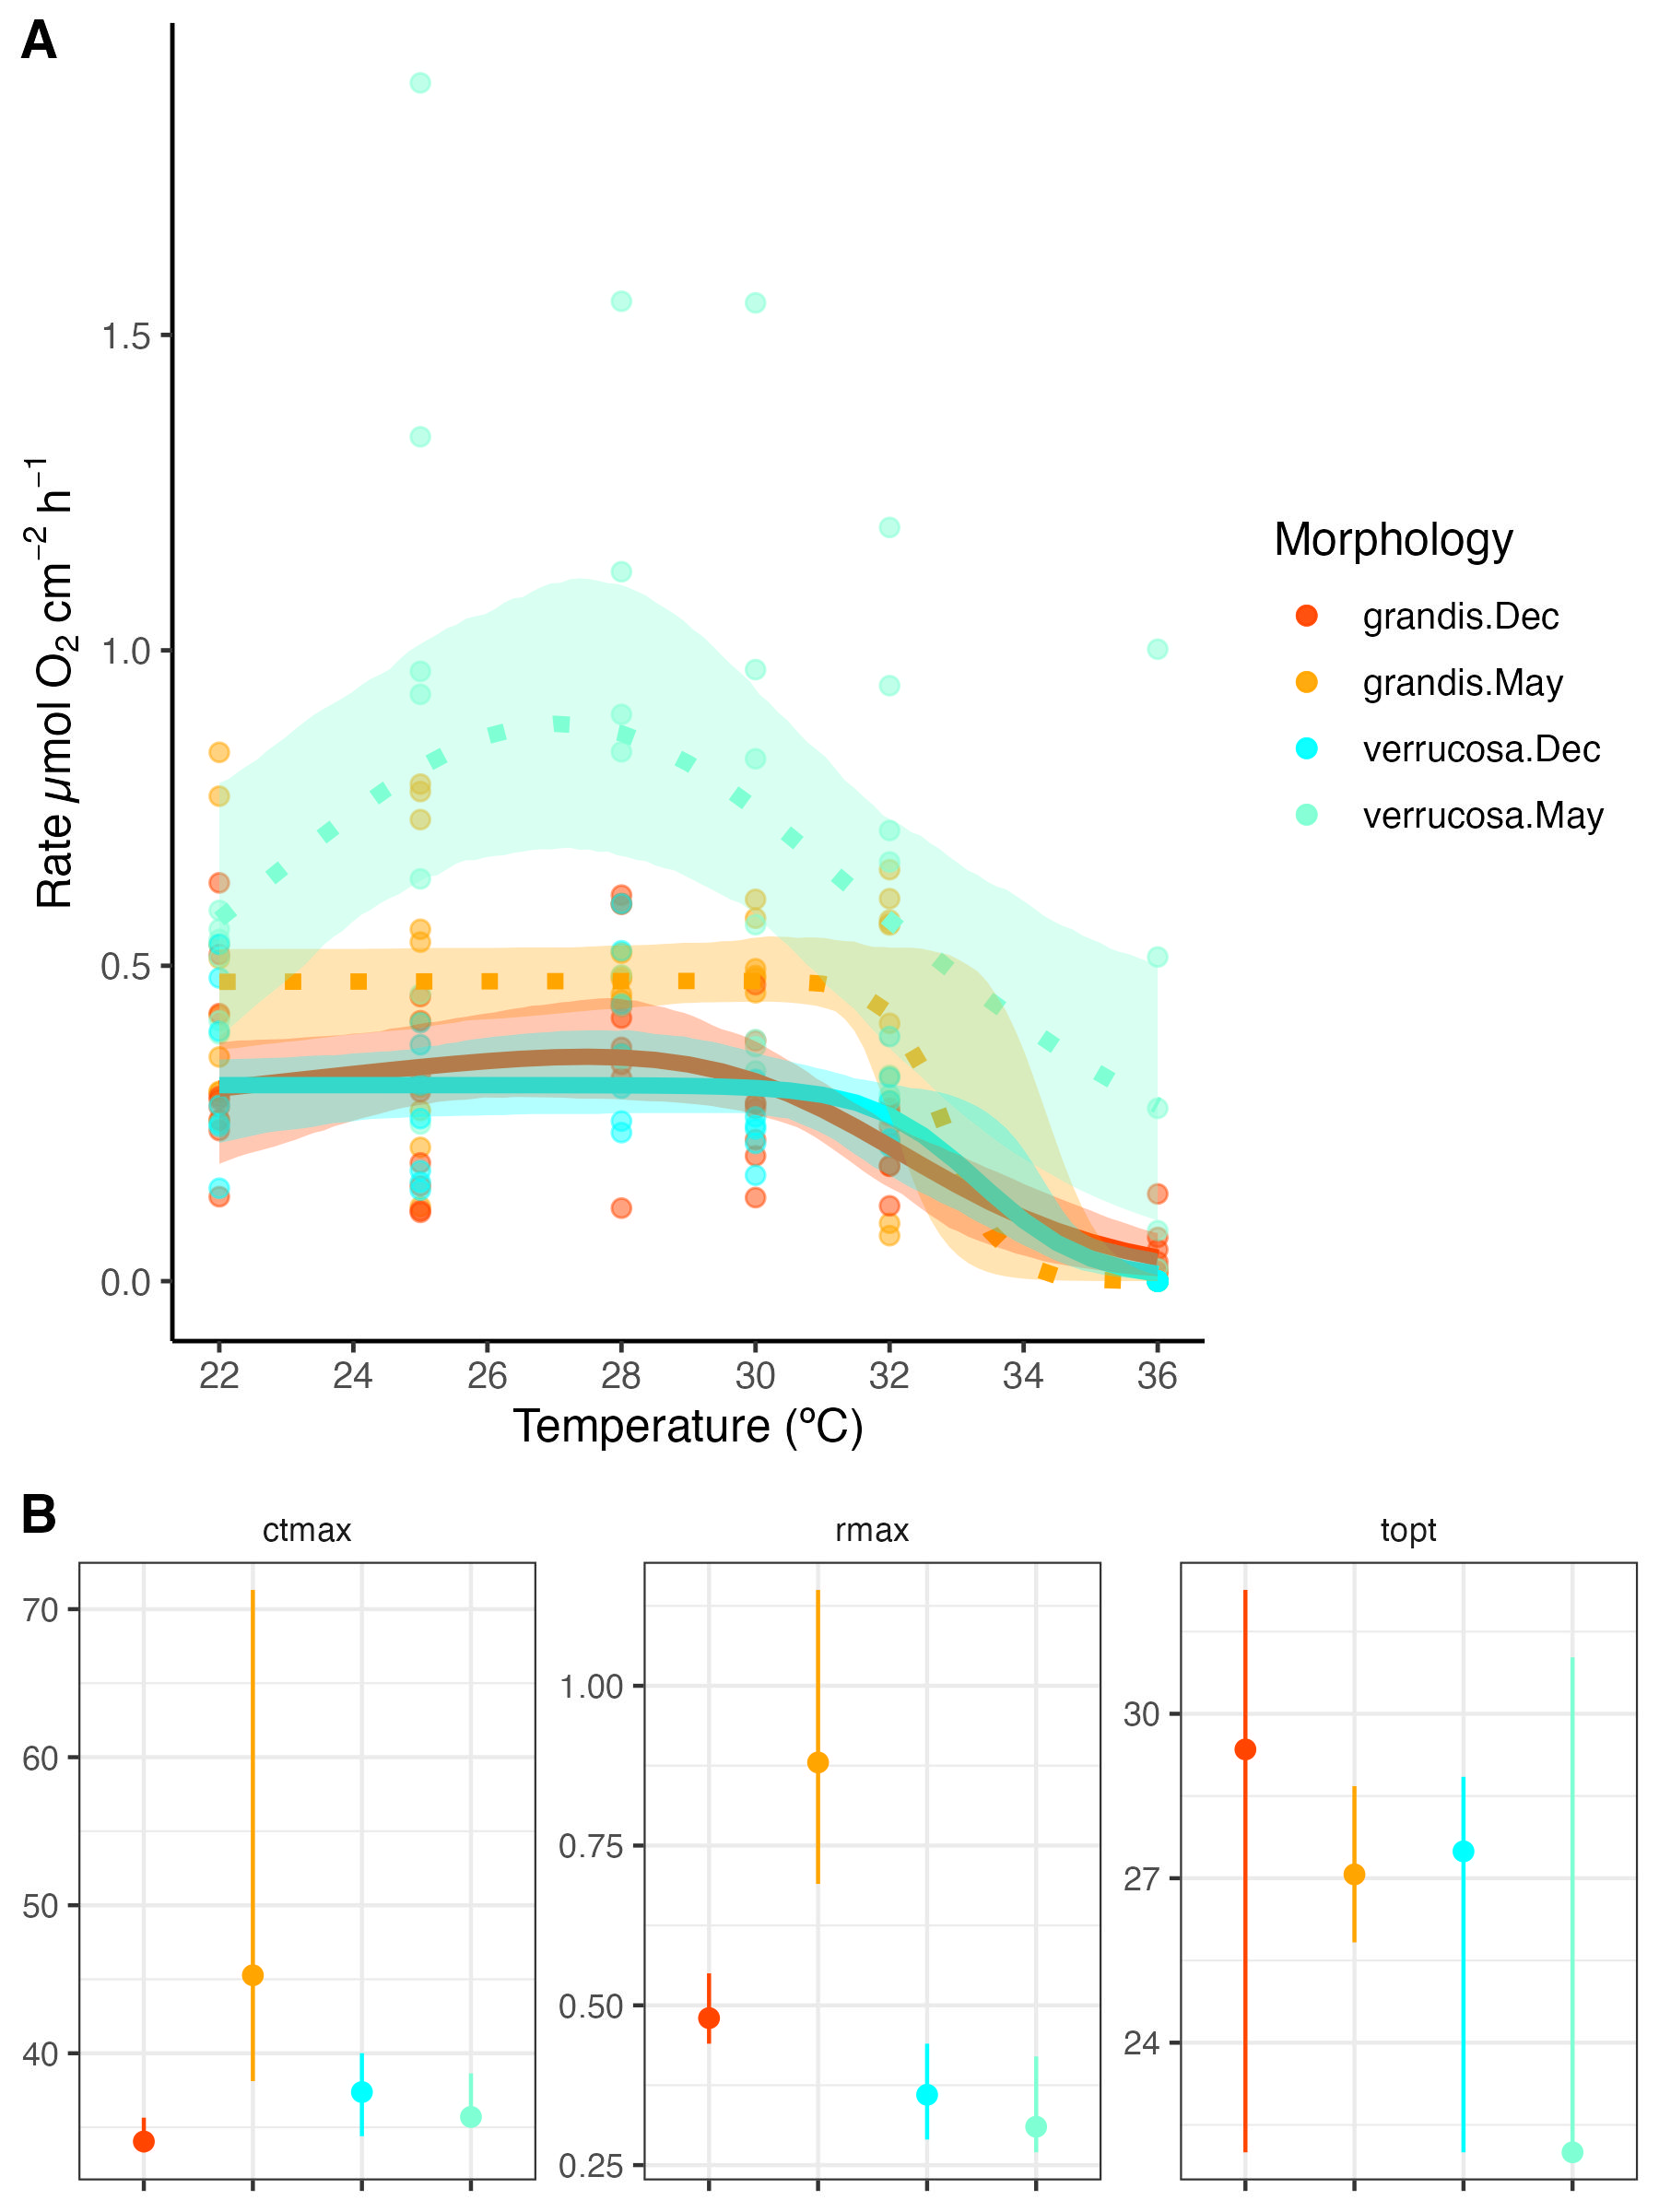 A
Rate µmol O₂ cm⁻² h⁻¹
1.5
1.0
0.5
0.0
22 24 26 28 30 32 34 36
Temperature (ºC)
Morphology
grandis.Dec
grandis.May
verrucosa.Dec
verrucosa.May
B
ctmax
70
60
50
40
rmax
1.00
0.75
0.50
0.25
topt
30
27
24